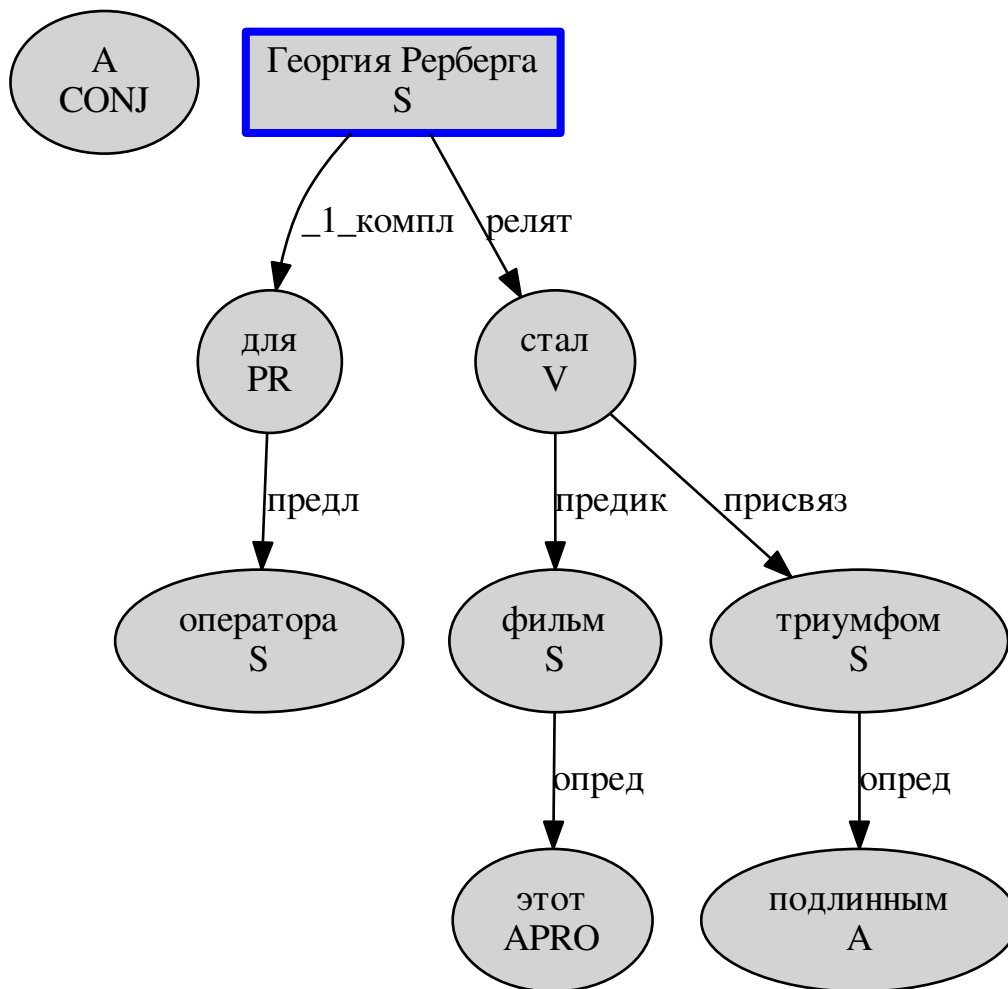 А
CONJ
Георгия Рерберга
S
_1_компл
релят
для
PR
стал
V
предл
предик
присвяз
оператора
S
фильм
S
триумфом
S
опред
опред
этот
APRO
подлинным
A